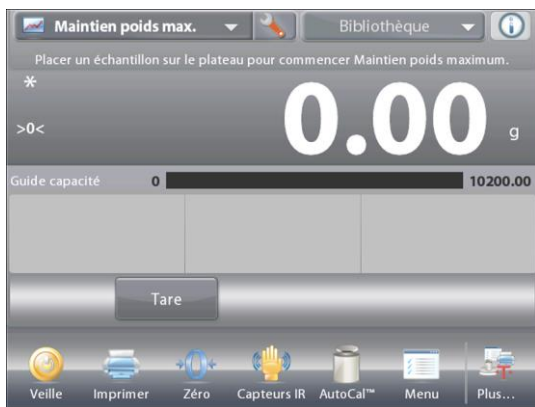 Maintien poids max. Bibliothèque
Placer un échantillon sur le plateau pour commencer Maintien poids maximum.
*
>0< 0.00 g
Guide capacité 0 10200.00
Tare
Veille Imprimer Zéro Capteurs IR AutoCal™ Menu Plus...